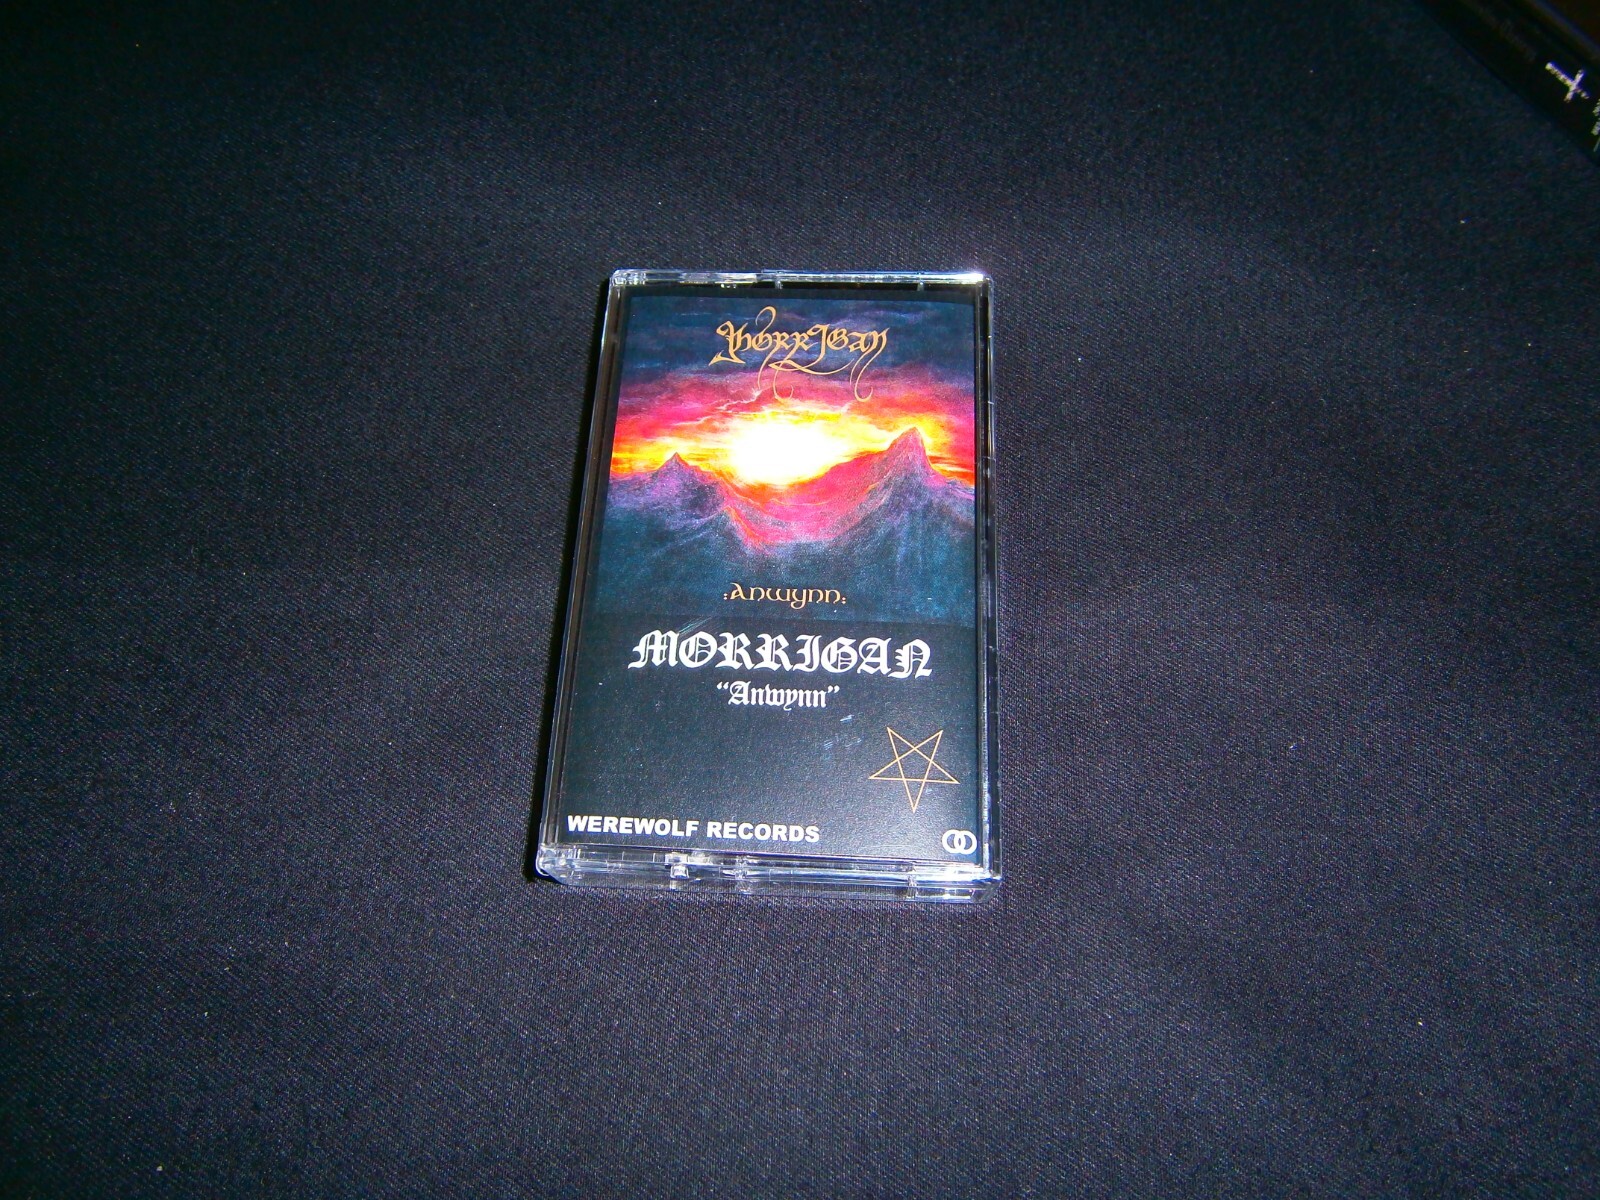 Morrigan
:Anwynn:
MORRIGAN
"Anwynn"
WEREWOLF RECORDS